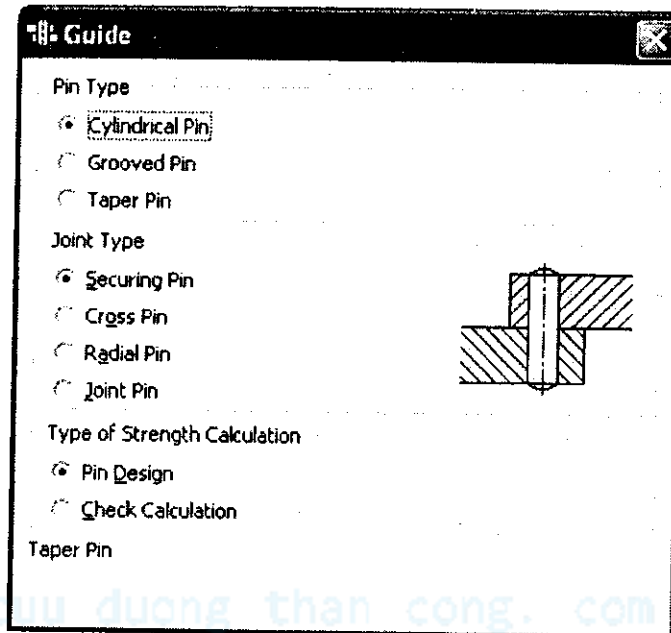 Guide
Pin Type
Cylindrical Pin
Grooved Pin
Taper Pin
Joint Type
Securing Pin
Cross Pin
Radial Pin
Joint Pin
Type of Strength Calculation
Pin Design
Check Calculation
Taper Pin
uu duong than cong. com